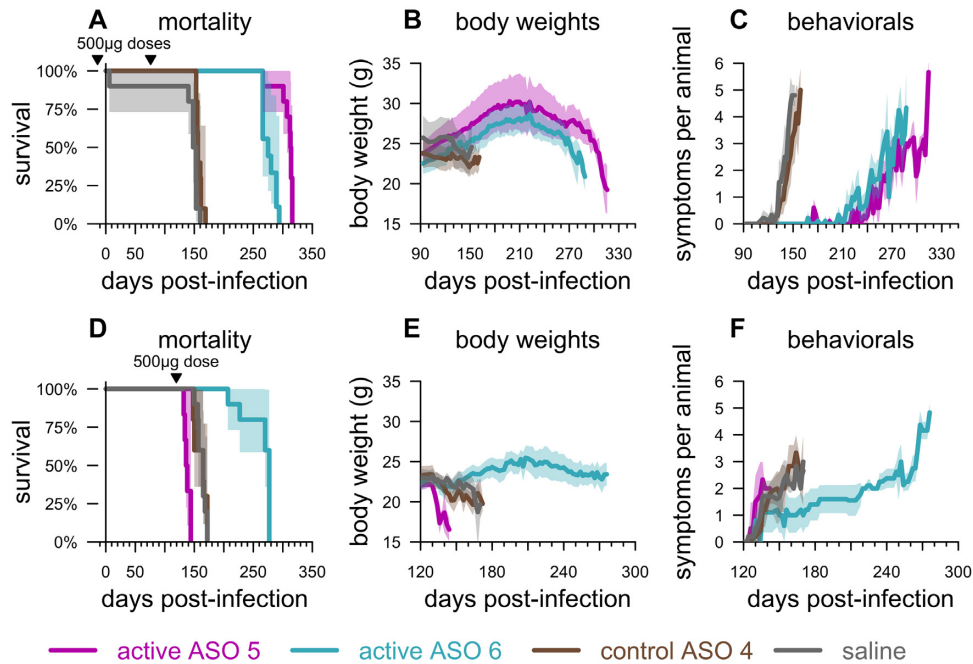 A mortality
500µg doses
100%
75%
50%
25%
0%
survival
0 50 150 250 350
days post-infection
B body weights
35
30
25
20
15
body weight (g)
90 150 210 270 330
days post-infection
C behaviorals
6
5
4
3
2
1
0
symptoms per animal
90 150 210 270 330
days post-infection
D mortality
500µg dose
100%
75%
50%
25%
0%
survival
0 50 150 250 350
days post-infection
E body weights
35
30
25
20
15
body weight (g)
120 180 240 300
days post-infection
F behaviorals
6
5
4
3
2
1
0
symptoms per animal
120 180 240 300
days post-infection
active ASO 5 active ASO 6 control ASO 4 saline